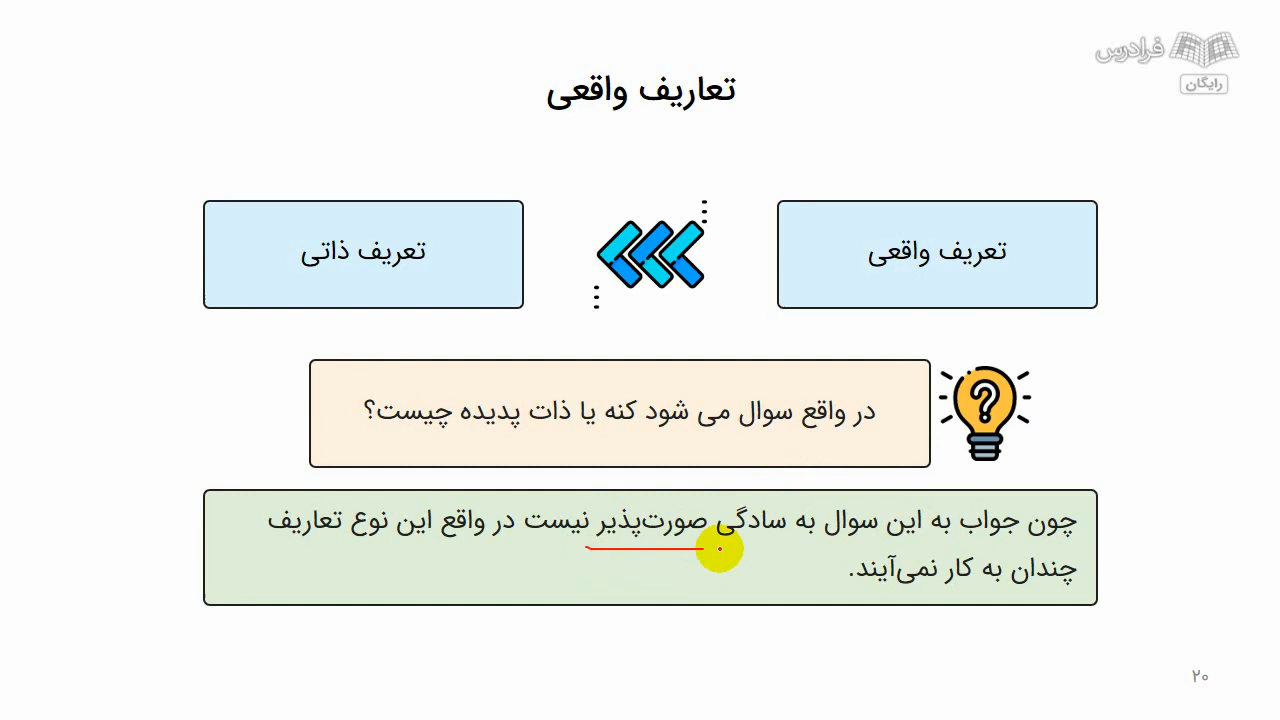 فرادرس
رایگان
تعاریف واقعی
تعریف واقعی
تعریف ذاتی
در واقع سوال می شود کنه یا ذات پدیده چیست؟
چون جواب به این سوال به سادگی صورت‌پذیر نیست در واقع این نوع تعاریف
چندان به کار نمی‌آیند.
۲۰